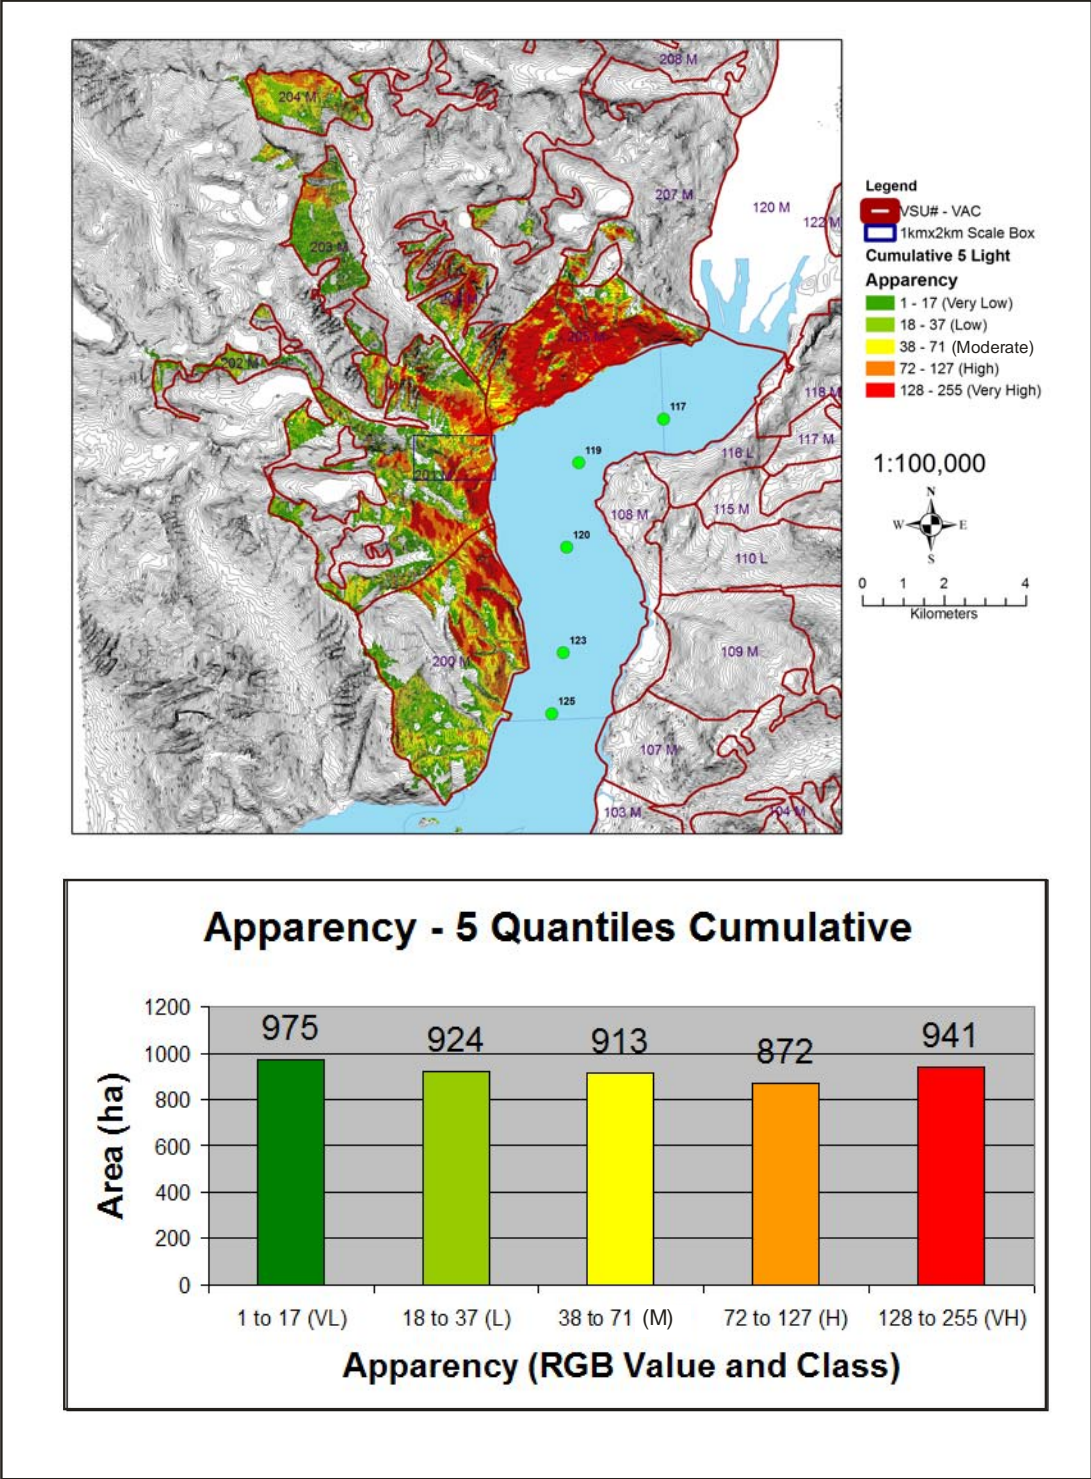 208 M
204 M
207 M
120 M
122 M
203 M
205 M
202 M
118 M
117
117 M
116 L
119
108 M
115 M
120
110 L
123
109 M
200 M
125
107 M
103 M
104 M
Legend
VSU# - VAC
1kmx2km Scale Box
Cumulative 5 Light
Apparency
1 - 17 (Very Low)
18 - 37 (Low)
38 - 71 (Moderate)
72 - 127 (High)
128 - 255 (Very High)
1:100,000
N
W E
S
0 1 2 4
Kilometers
Apparency - 5 Quantiles Cumulative
Area (ha)
1200
1000
800
600
400
200
0
975
924
913
872
941
1 to 17 (VL)
18 to 37 (L)
38 to 71 (M)
72 to 127 (H)
128 to 255 (VH)
Apparency (RGB Value and Class)